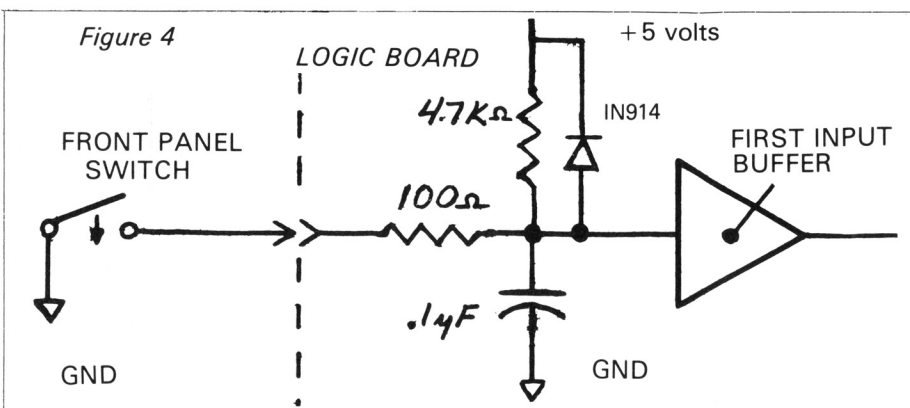 Figure 4
+5 volts
LOGIC BOARD
4.7KΩ
IN914
FRONT PANEL
SWITCH
FIRST INPUT
BUFFER
100Ω
.1µF
GND
GND